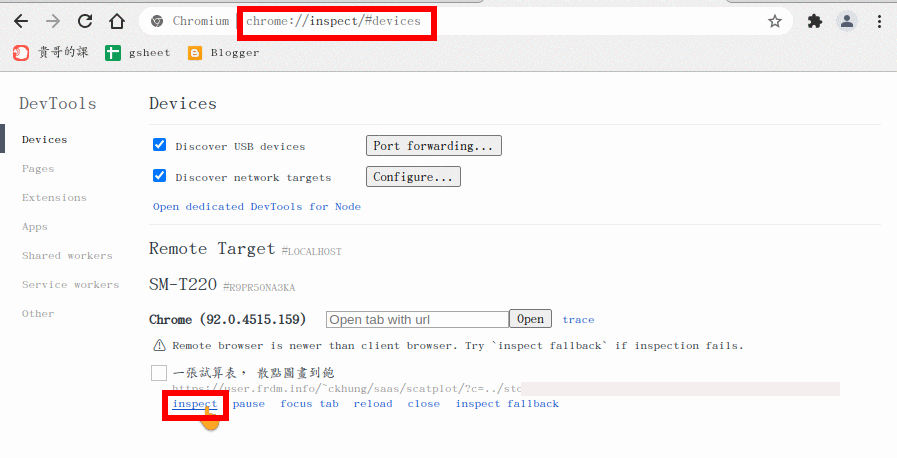 Chromium | chrome://inspect/#devices
貴哥的課 gsheet Blogger
DevTools
Devices
Pages
Extensions
Apps
Shared workers
Service workers
Other
Devices
Discover USB devices Port forwarding...
Discover network targets Configure...
Open dedicated DevTools for Node
Remote Target #LOCALHOST
SM-T220 #R9PR50NA3KA
Chrome (92.0.4515.159) Open tab with url Open trace
Remote browser is newer than client browser. Try `inspect fallback` if inspection fails.
一張試算表， 散點圖畫到飽
https://user.frdm.info/~ckhung/saas/scatplot/?c=../sto
inspect pause focus tab reload close inspect fallback